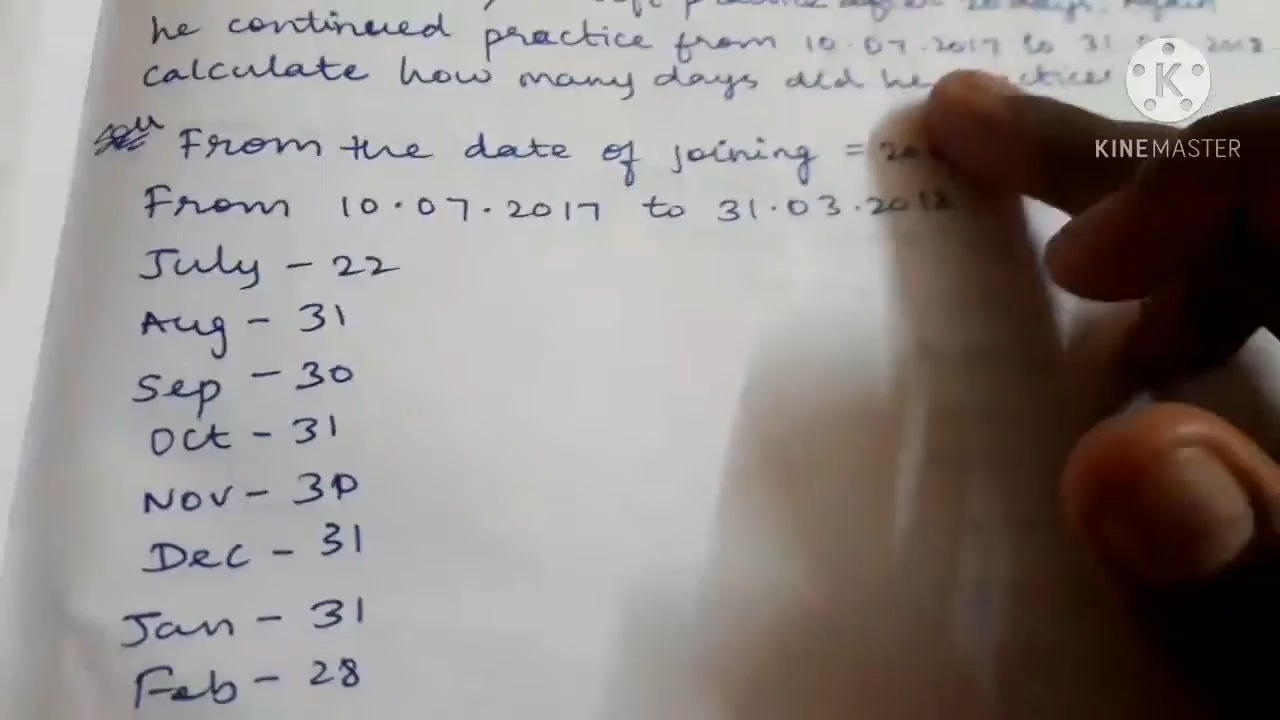 he continued practice from 10.07.2017 to 31 2018.
calculate how many days did he
From the date of joining =
From 10.07.2017 to 31.03.2018
July - 22
Aug - 31
Sep - 30
Oct - 31
Nov - 30
Dec - 31
Jan - 31
Feb - 28
K
KINEMASTER